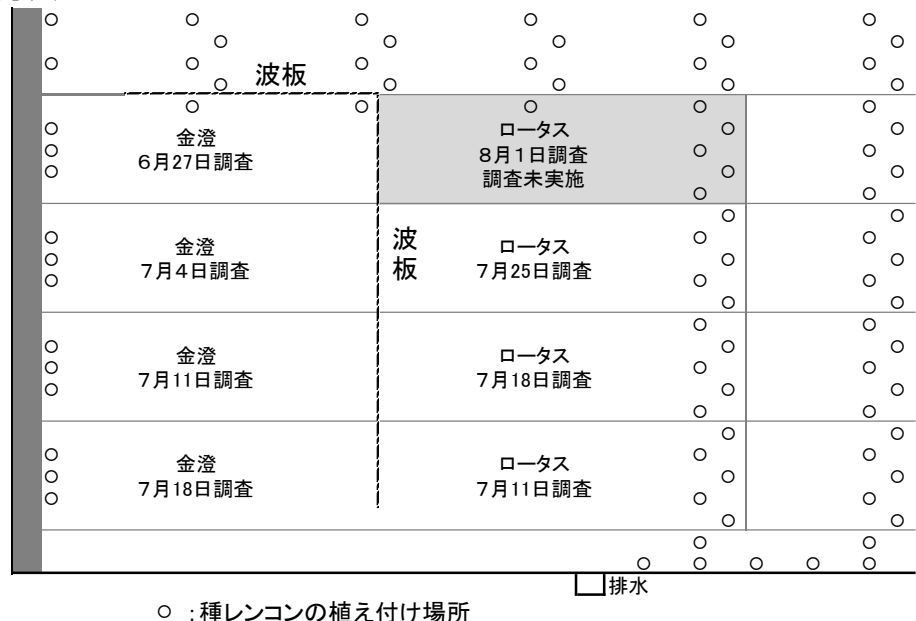 波板
金澄
6月27日調査
ロータス
8月1日調査
調査未実施
金澄
7月4日調査
波
板
ロータス
7月25日調査
金澄
7月11日調査
ロータス
7月18日調査
金澄
7月18日調査
ロータス
7月11日調査
排水
○ :種レンコンの植え付け場所